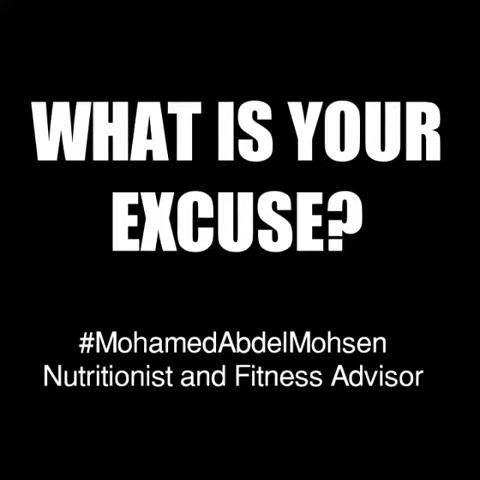 WHAT IS YOUR
EXCUSE?
#MohamedAbdelMohsen
Nutritionist and Fitness Advisor